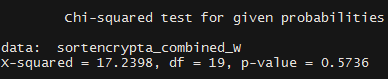 Chi-squared test for given probabilities
data:  sortencrypta_combined_W
X-squared = 17.2398, df = 19, p-value = 0.5736